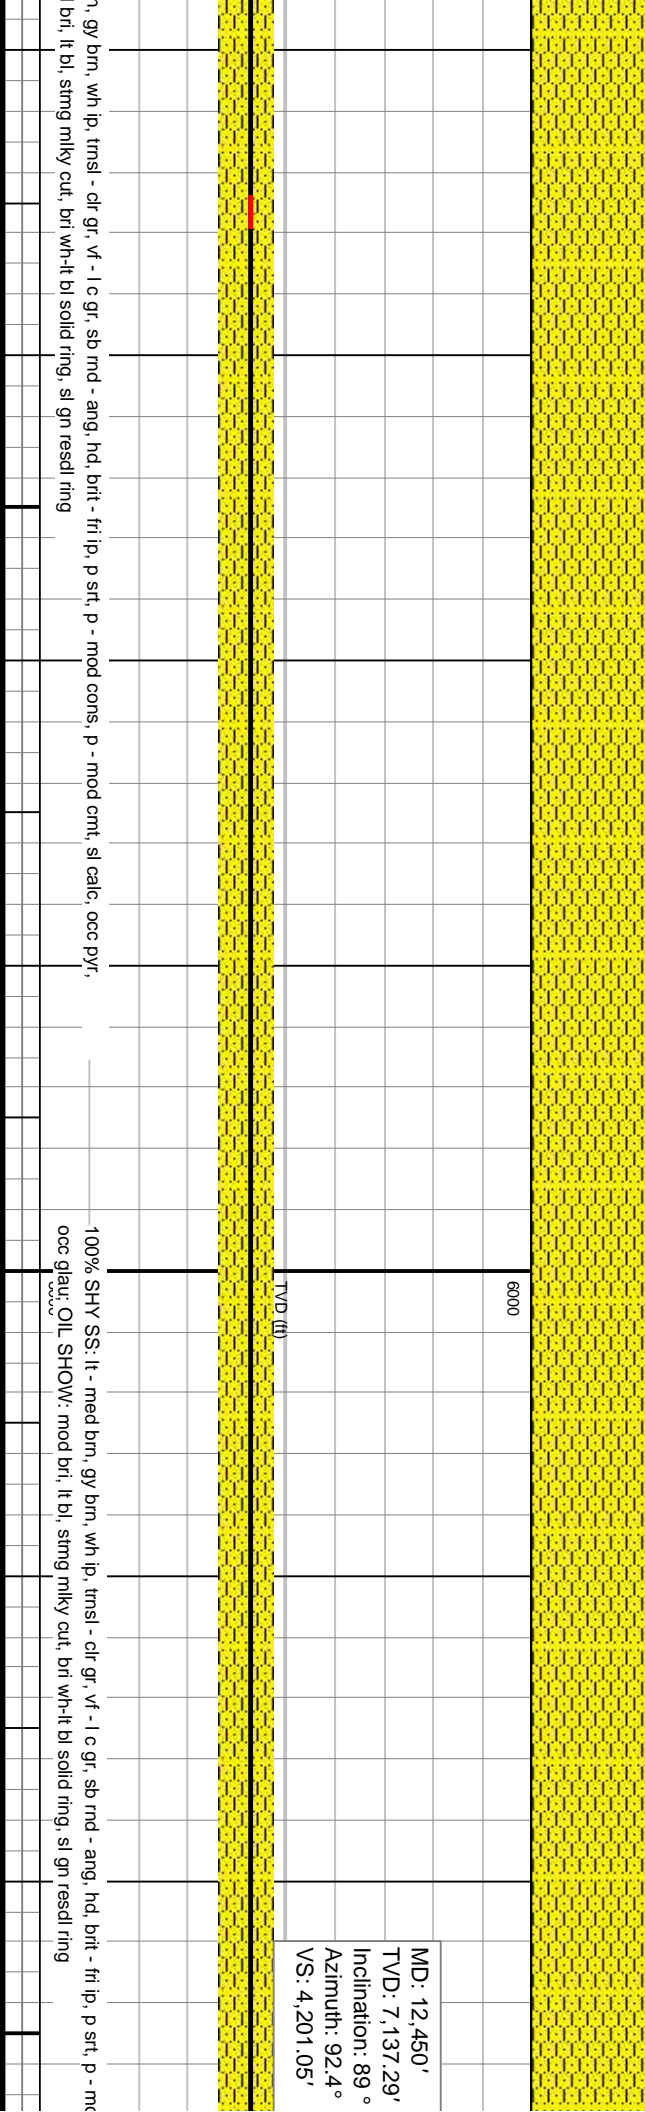 n, gy brn, wh ip, trnsl - clr gr, vf - l c gr, sb rnd - ang, hd, brit - fri ip, p srt, p - mod cons, p - mod cmt, sl calc, occ pyr,
bri, lt bl, stmg mlky cut, bri wh-lt bl solid ring, sl gn resdl ring
6000
TVD (ft)
100% SHY SS: lt - med brn, gy brn, wh ip, trnsl - clr gr, vf - l c gr, sb rnd - ang, hd, brit - fri ip, p srt, p - mo
occ glau; OIL SHOW: mod bri, lt bl, stmg mlky cut, bri wh-lt bl solid ring, sl gn resdl ring
MD: 12,450'
TVD: 7,137.29'
Inclination: 89 °
Azimuth: 92.4°
VS: 4,201.05'